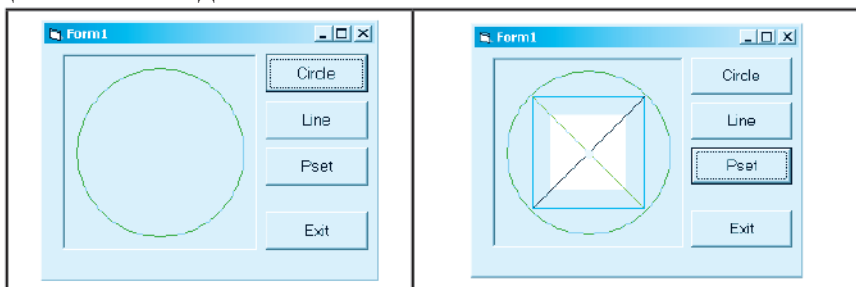 Form1
Circle
Line
Pset
Exit
Form1
Circle
Line
Pset
Exit